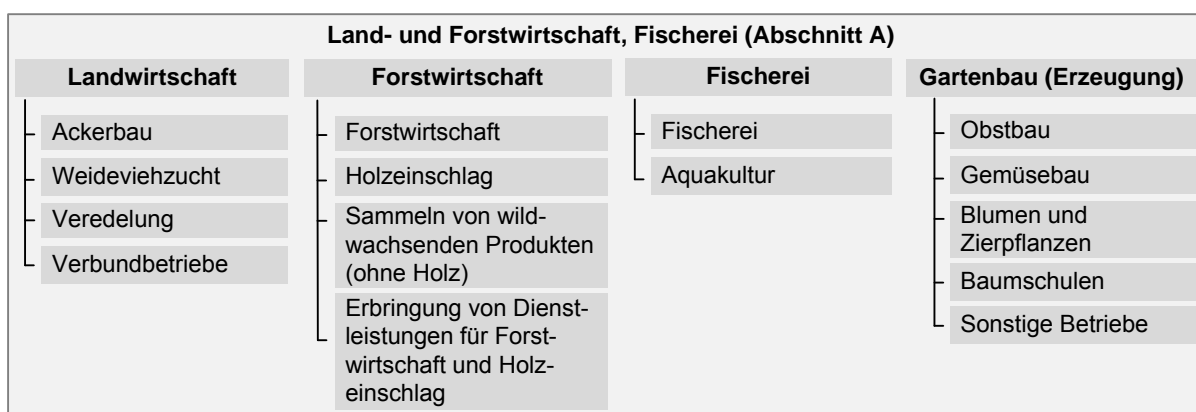 Land- und Forstwirtschaft, Fischerei (Abschnitt A)
Landwirtschaft
Ackerbau
Weideviehzucht
Veredelung
Verbundbetriebe
Forstwirtschaft
Forstwirtschaft
Holzeinschlag
Sammeln von wild-
wachsenden Produkten
(ohne Holz)
Erbringung von Dienst-
leistungen für Forst-
wirtschaft und Holz-
einschlag
Fischerei
Fischerei
Aquakultur
Gartenbau (Erzeugung)
Obstbau
Gemüsebau
Blumen und
Zierpflanzen
Baumschulen
Sonstige Betriebe